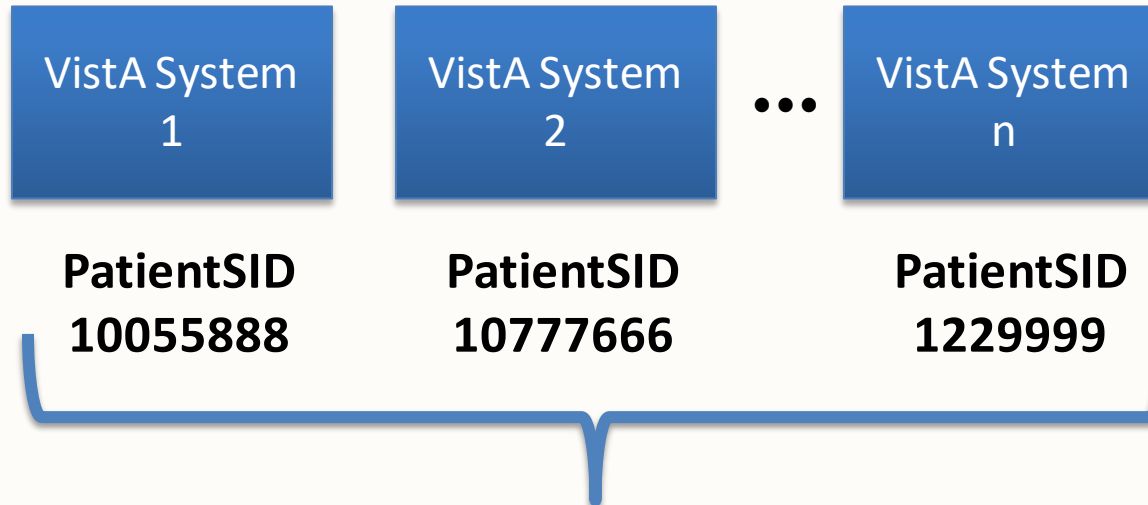 VistA System
1
VistA System
2
•••
VistA System
n
PatientSID
10055888
PatientSID
10777666
PatientSID
1229999